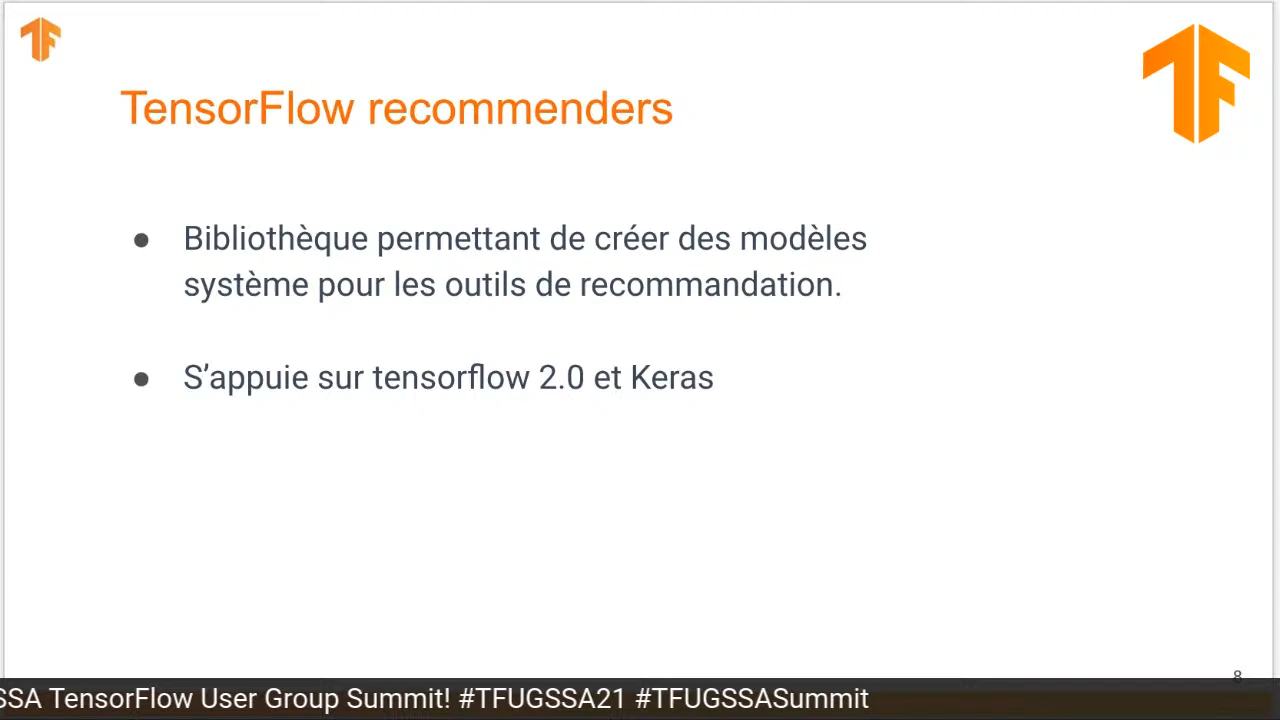 TensorFlow recommenders
● Bibliothèque permettant de créer des modèles
système pour les outils de recommandation.
● S’appuie sur tensorflow 2.0 et Keras
8
SSA TensorFlow User Group Summit! #TFUGSSA21 #TFUGSSASummit